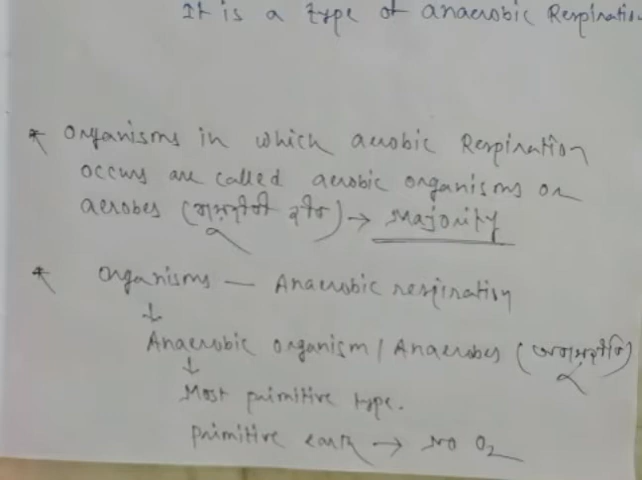 It is a type of anaerobic Respiratio
* Organisms in which aerobic Respiration
occurs are called aerobic organisms or
aerobes ( ) → Majority
* Organisms — Anaerobic respiration
↓
Anaerobic organism / Anaerobes ( )
↓
Most primitive type.
primitive earth → NO O2